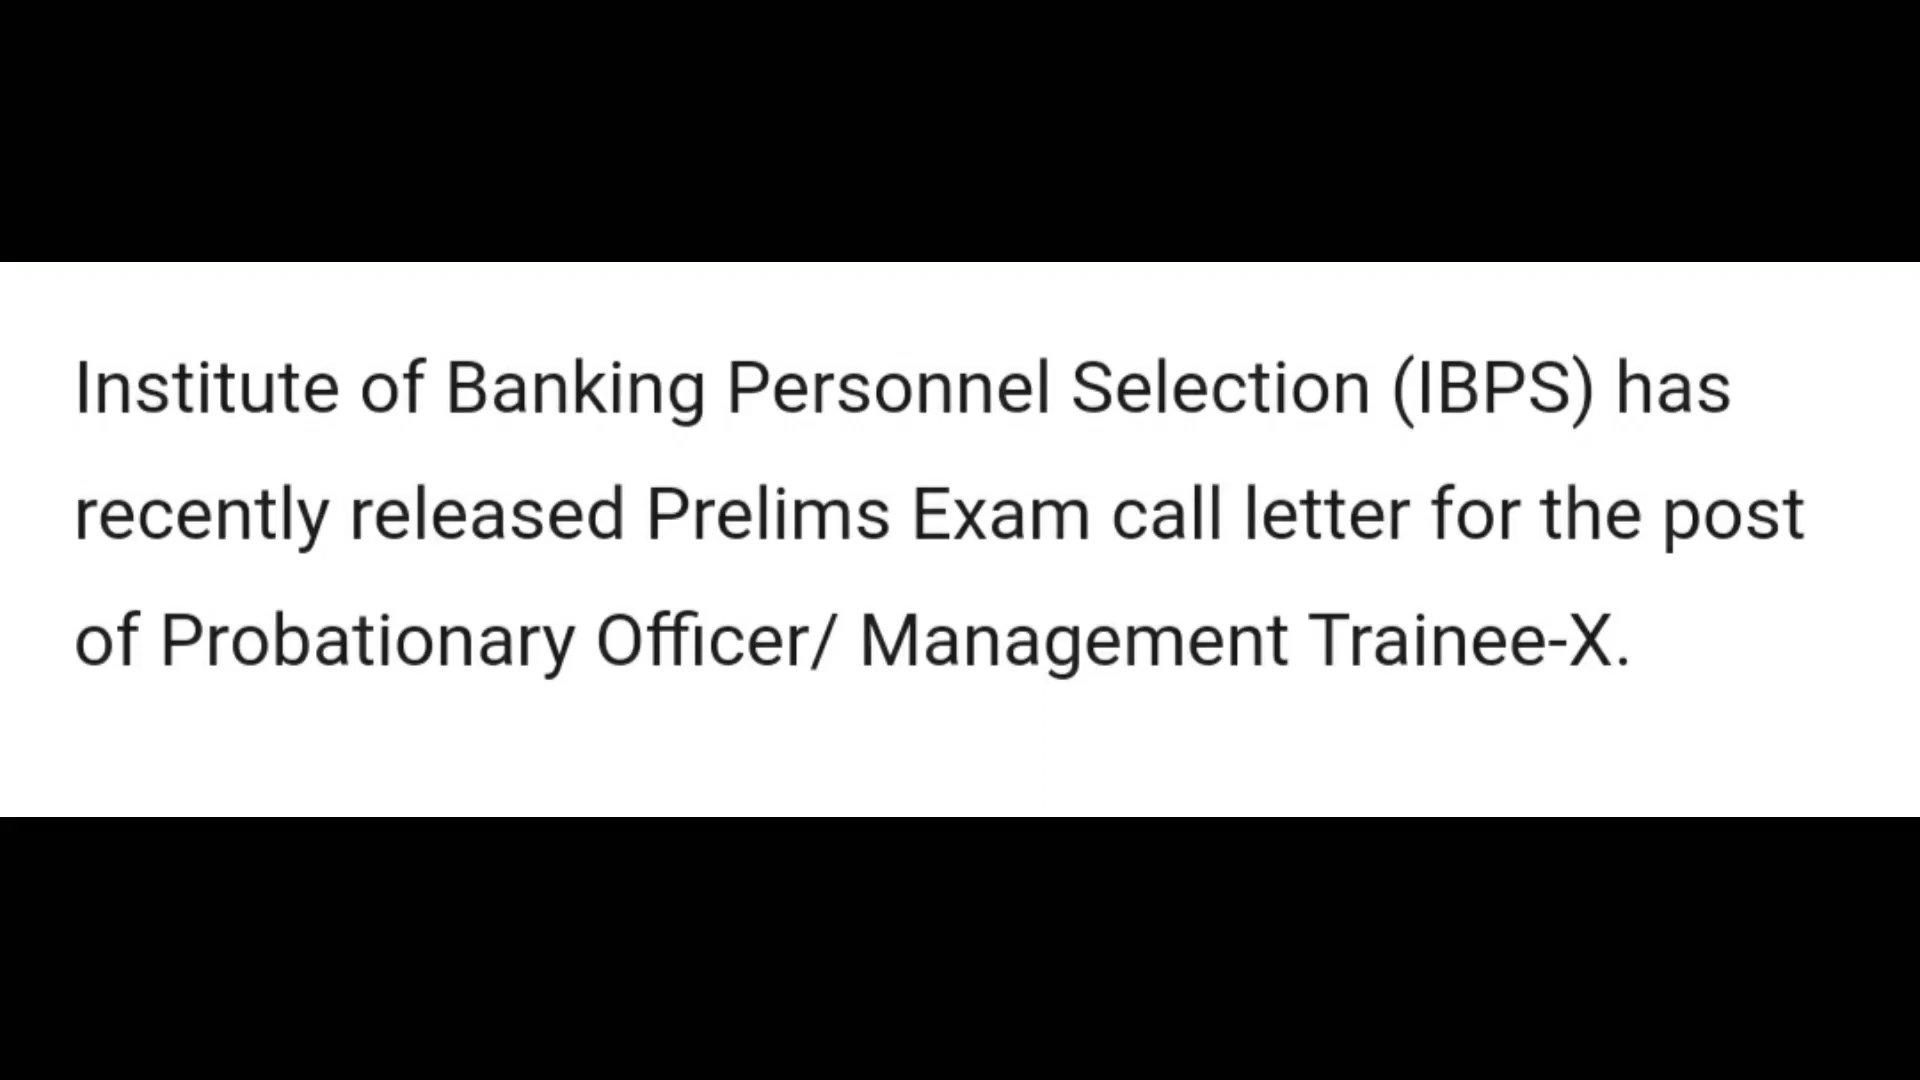 Institute of Banking Personnel Selection (IBPS) has
recently released Prelims Exam call letter for the post
of Probationary Officer/ Management Trainee-X.